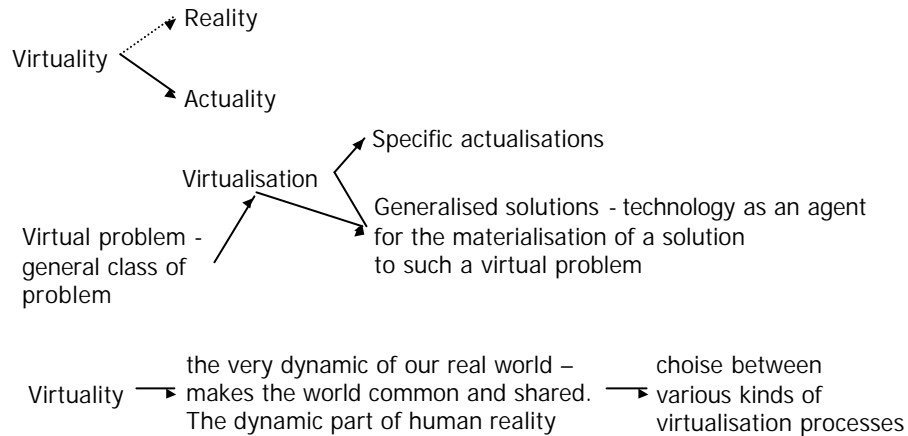 Reality
Virtuality
Actuality
Specific actualisations
Virtualisation
Generalised solutions - technology as an agent
for the materialisation of a solution
to such a virtual problem
Virtual problem -
general class of
problem
Virtuality
the very dynamic of our real world –
makes the world common and shared.
The dynamic part of human reality
choise between
various kinds of
virtualisation processes